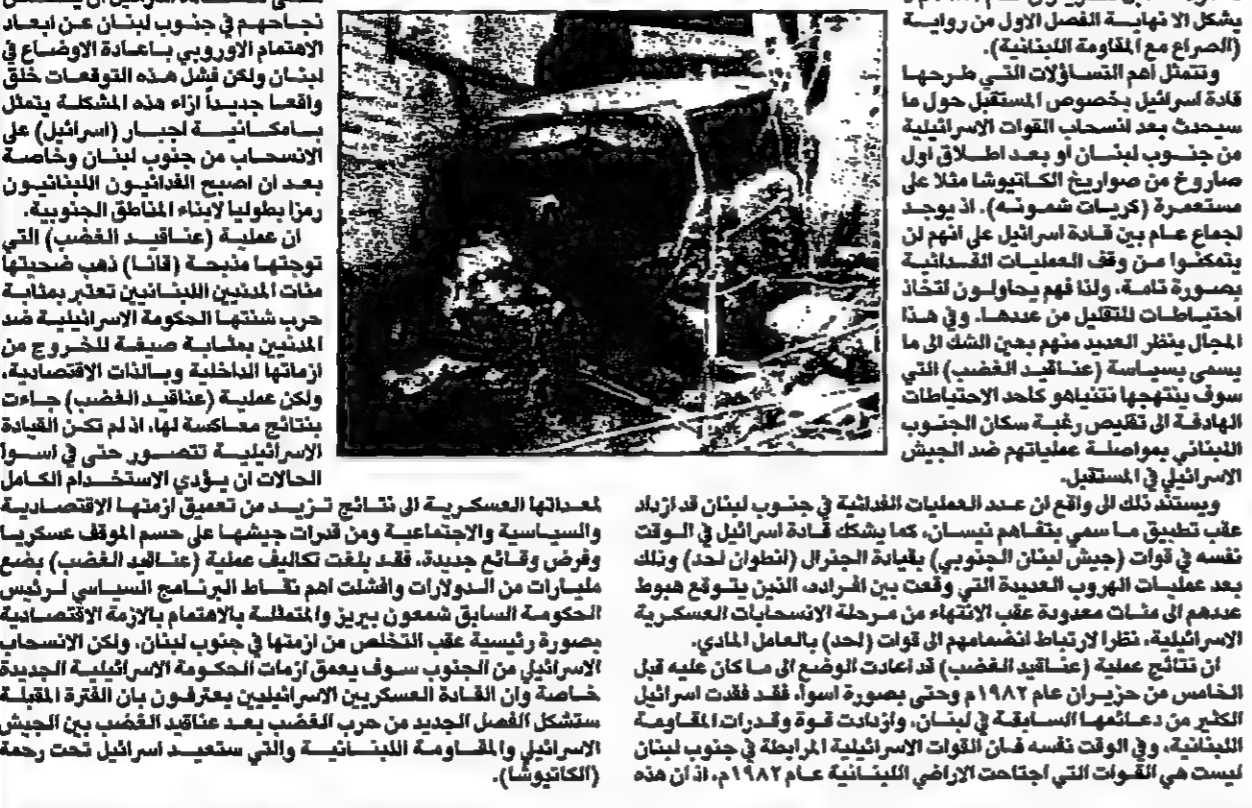 يشكل الا نهايـة الفصل الاول من روايـة
(الصراع مع المقاومة اللبنانية).
وتتمثل اهم التساؤلات التي طرحها
قادة اسرائيل بخصوص المستقبل حول ما
سيحدث بعد انسحاب القوات الاسرائيلية
من جنوب لبنان او بعد اطلاق اول
صاروخ من صواريخ الكاتيوشا مثلا على
مستعمرة (كريات شمونه). اذ يوجد
اجماع عام بين قادة اسرائيل على انهم لن
يتمكنوا من وقف العمليات الفدائية
بصورة تامة. ولذا فهم يحاولون اتخاذ
احتياطات للتقليل من عددها. وفي هذا
المجال ينظر العديد منهم بعين الشك الى ما
يسمى بسياسة (عناقيد الغضب) التي
سوف ينتهجها نتنياهو كأحد الاحتياطات
الهادفة الى تقليص رغبة سكان الجنوب
اللبناني بمواصلة عملياتهم ضد الجيش
الاسرائيلي في المستقبل.
ويستند ذلك الى واقع ان عدد العمليات الفدائية في جنوب لبنان قد ازداد
عقب تطبيق ما سمي بتفاهم نيسان، كما يشكك قادة اسرائيل في الوقت
نفسه في قوات (جيش لبنان الجنوبي) بقيادة الجنرال (انطوان لحد) وذلك
بعد عمليات الهروب العديدة التي وقعت بين افراده، الذين يتوقع هبوط
عددهم الى مئات معدودة عقب الانتهاء من مرحلة الانسحابات العسكرية
الاسرائيلية، نظرا لارتباط انضمامهم الى قوات (لحد) بالعامل المادي.
ان نتائج عملية (عناقيد الغضب) قد اعادت الوضع الى ما كان عليه قبل
الخامس من حزيران عام ١٩٨٢م وحتى بصورة اسوأ. فقد فقدت اسرائيل
الكثير من دعائمها السابقة في لبنان. وازدادت قوة وقدرات المقاومة
اللبنانية، وفي الوقت نفسه فان القوات الاسرائيلية المرابطة في جنوب لبنان
ليست هي القوات التي اجتاحت الاراضي اللبنانية عام ١٩٨٢م، اذ ان هذه
نجاحهم في جنوب لبنان عن ابعاد
الاهتمام الاوروبي باعادة الاوضاع في
لبنان ولكن فشل هذه التوقعات خلق
واقعا جديداً ازاء هذه المشكلة يتمثل
بامكانية اجبار (اسرائيل) على
الانسحاب من جنوب لبنان وخاصة
بعد ان اصبح الفدائيون اللبنانيون
رمزا بطوليا لابناء المناطق الجنوبية.
ان عملية (عناقيد الغضب) التي
توجتها مذبحة (قانا) ذهب ضحيتها
مئات المدنيين اللبنانيين تعتبر بمثابة
حرب شنتها الحكومة الاسرائيلية ضد
المدنيين بمثابة صيغة للخروج من
ازماتها الداخلية وبالذات الاقتصادية.
ولكن عملية (عناقيد الغضب) جاءت
بنتائج معاكسة لها. اذ لم تكن القيادة
الاسرائيلية تتصور حتى في اسوأ
الحالات ان يؤدي الاستخدام الكامل
لمعداتها العسكرية الى نتائج تزيد من تعميق ازمتها الاقتصادية
والسياسية والاجتماعية ومن قدرات جيشها على حسم الموقف عسكريا
وفرض وقائع جديدة. فقد بلغت تكاليف عملية (عناقيد الغضب) بضع
مليارات من الدولارات وافشلت اهم نقاط البرنامج السياسي لرئيس
الحكومة السابق شمعون بيريز والمتمثلة بالاهتمام بالازمة الاقتصادية
بصورة رئيسية عقب التخلص من ازمتها في جنوب لبنان. ولكن الانسحاب
الاسرائيلي من الجنوب سوف يعمق ازمات الحكومة الاسرائيلية الجديدة
خاصة وان القادة العسكريين الاسرائيليين يعترفون بان الفترة المقبلة
ستشكل الفصل الجديد من حرب الغضب بعد عناقيد الغضب بين الجيش
الاسرائيلي والمقاومة اللبنانية والتي ستعيد اسرائيل تحت رحمة
(الكاتيوشا).